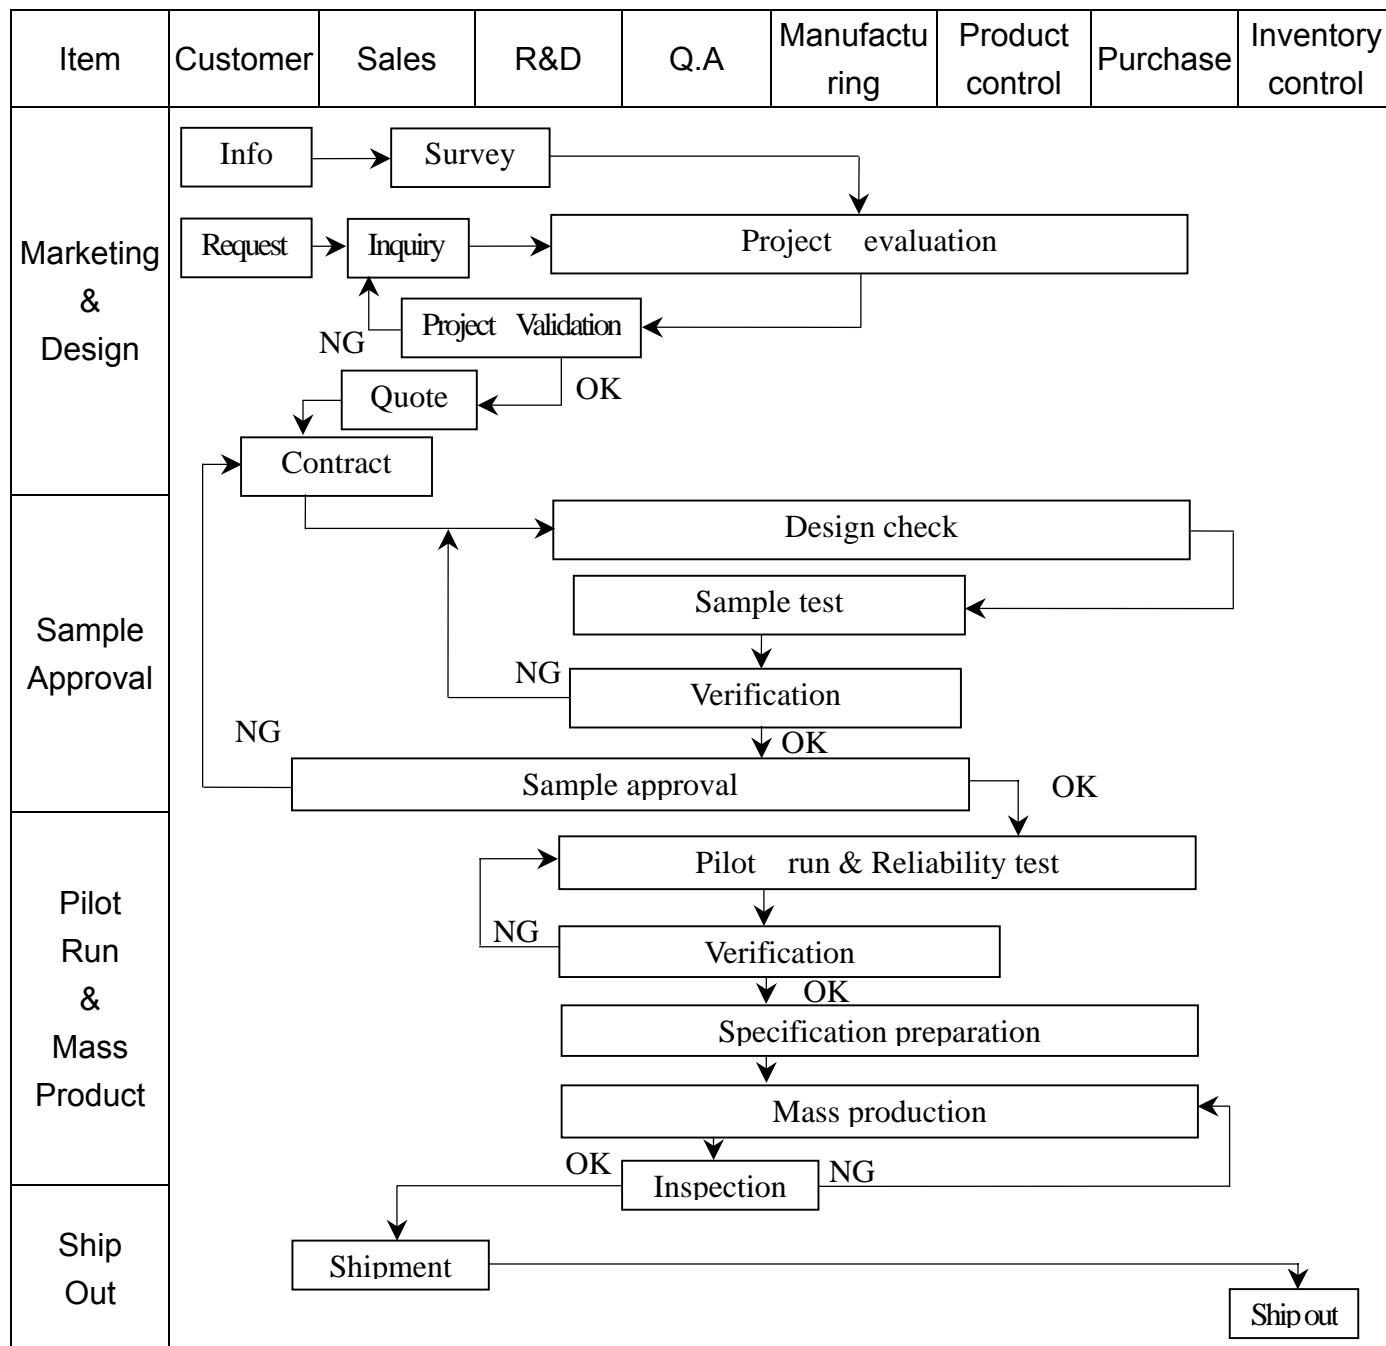 Item
Customer
Sales
R&D
Q.A
Manufactu
ring
Product
control
Purchase
Inventory
control
Marketing
&
Design
Info
Survey
Request
Inquiry
Project evaluation
NG
Project Validation
Quote
OK
Contract
Sample
Approval
Design check
Sample test
NG
Verification
NG
OK
Sample approval
OK
Pilot
Run
&
Mass
Product
Pilot run & Reliability test
NG
Verification
OK
Specification preparation
Mass production
OK
Inspection
NG
Ship
Out
Shipment
Ship out